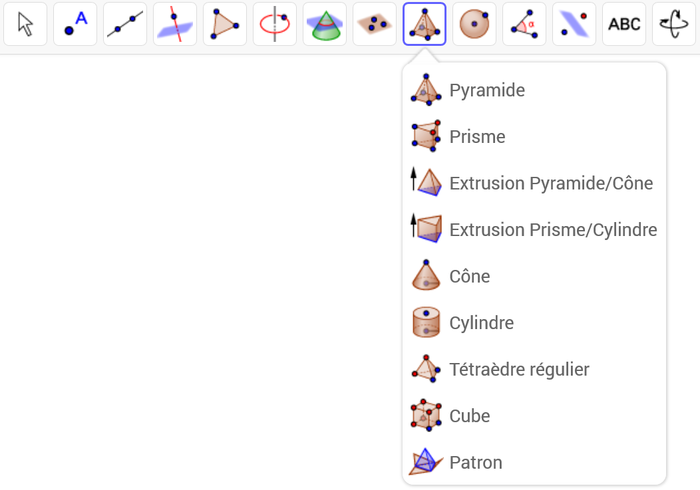 A
α
ABC
Pyramide
Prisme
Extrusion Pyramide/Cône
Extrusion Prisme/Cylindre
Cône
Cylindre
Tétraèdre régulier
Cube
Patron